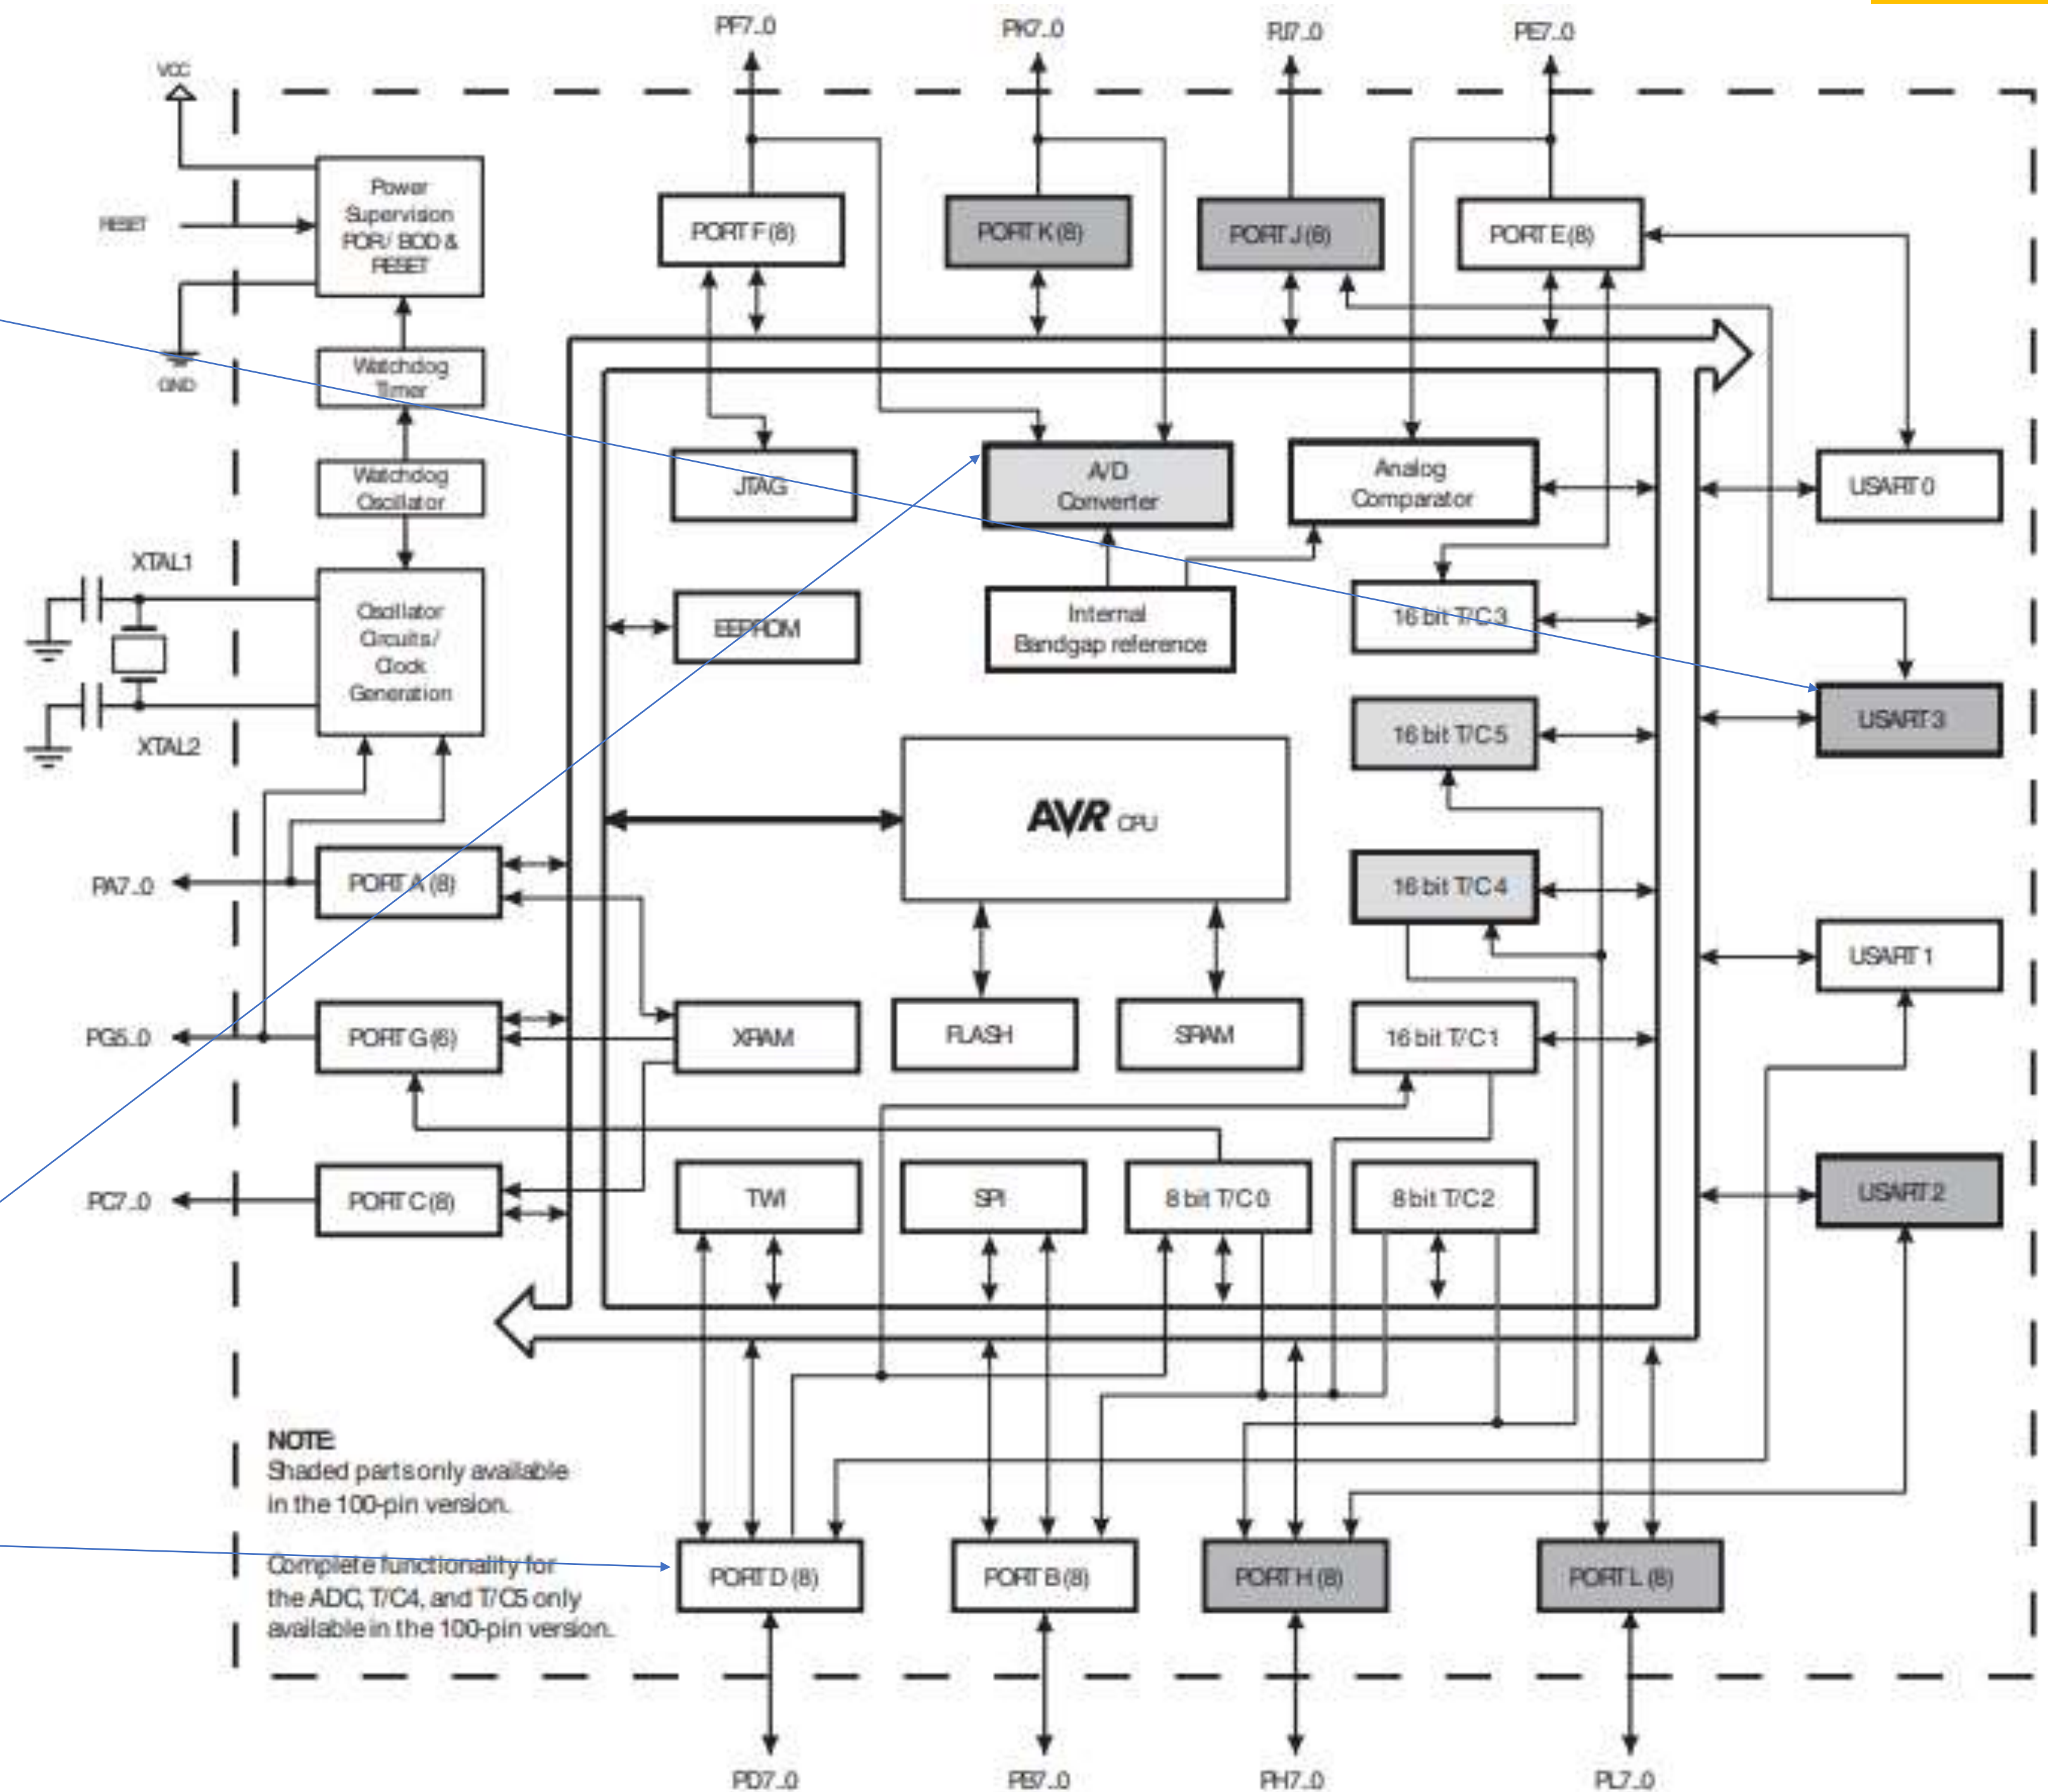 PF7..0
PK7..0
PJ7..0
PE7..0
VCC
Power
Supervision
POR / BOD &
RESET
RESET
PORT F (8)
PORT K (8)
PORT J (8)
PORT E (8)
GND
Watchdog
Timer
Watchdog
Oscillator
JTAG
A/D
Converter
Analog
Comparator
USART 0
XTAL1
Oscillator
Circuits /
Clock
Generation
XTAL2
EEPROM
Internal
Bandgap reference
16 bit T/C 3
16 bit T/C 5
USART 3
AVR CPU
PA7..0
PORT A (8)
16 bit T/C 4
USART 1
PG5..0
PORT G (6)
XRAM
FLASH
SRAM
16 bit T/C 1
PC7..0
PORT C (8)
TWI
SPI
8 bit T/C 0
8 bit T/C 2
USART 2
NOTE:
Shaded parts only available
in the 100-pin version.
Complete functionality for
the ADC, T/C4, and T/C5 only
available in the 100-pin version.
PORT D (8)
PORT B (8)
PORT H (8)
PORT L (8)
PD7..0
PB7..0
PH7..0
PL7..0